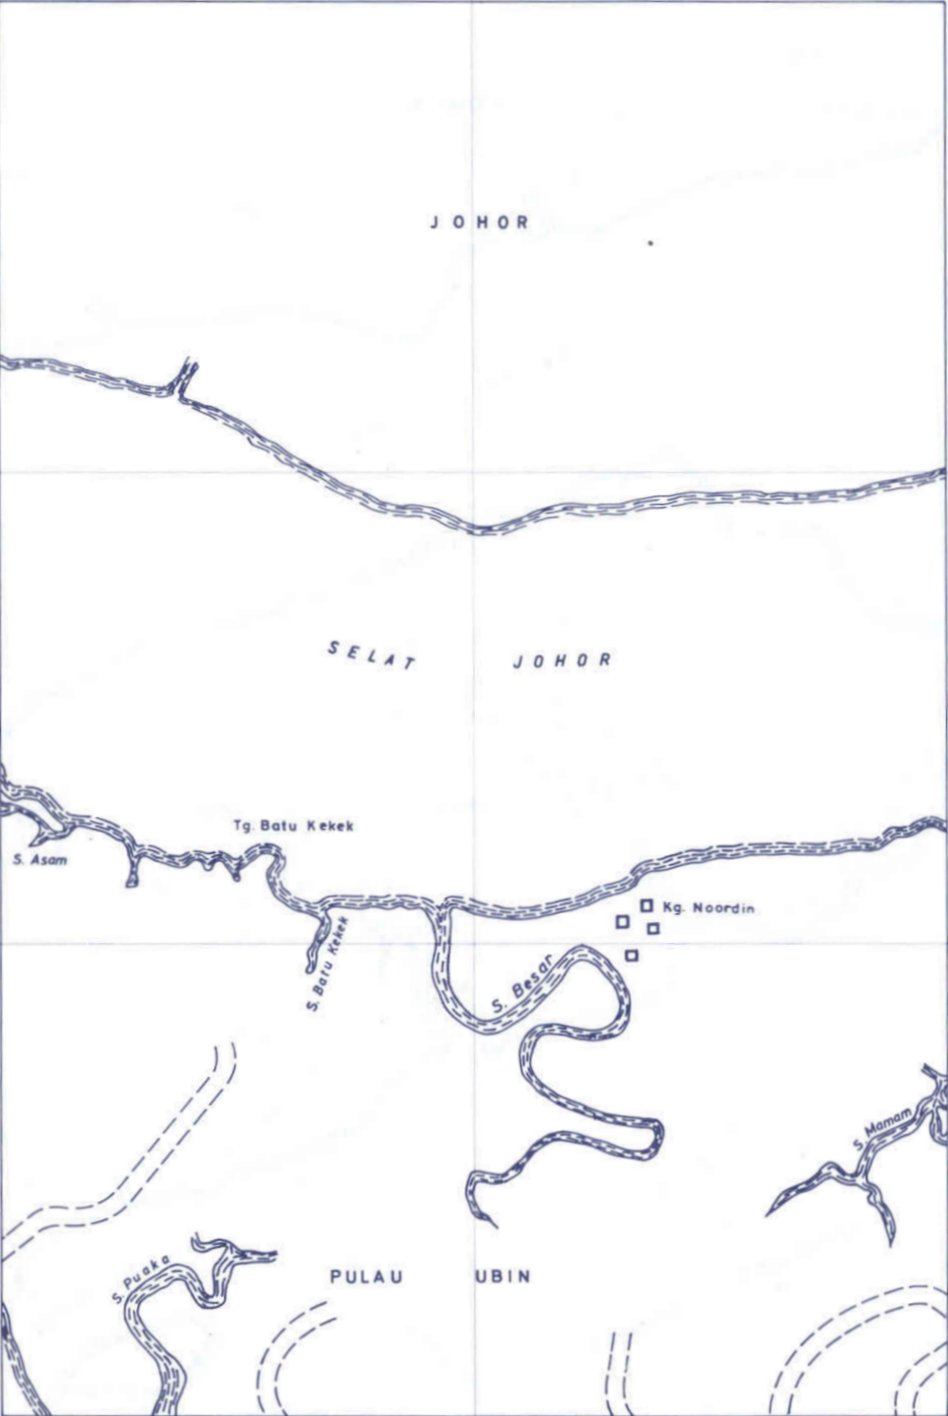 JOHOR
SELAT JOHOR
Tg. Batu Kekek
S. Asam
Kg. Noordin
S. Batu Kekek
S. Besar
S. Mamam
S. Puaka
PULAU UBIN